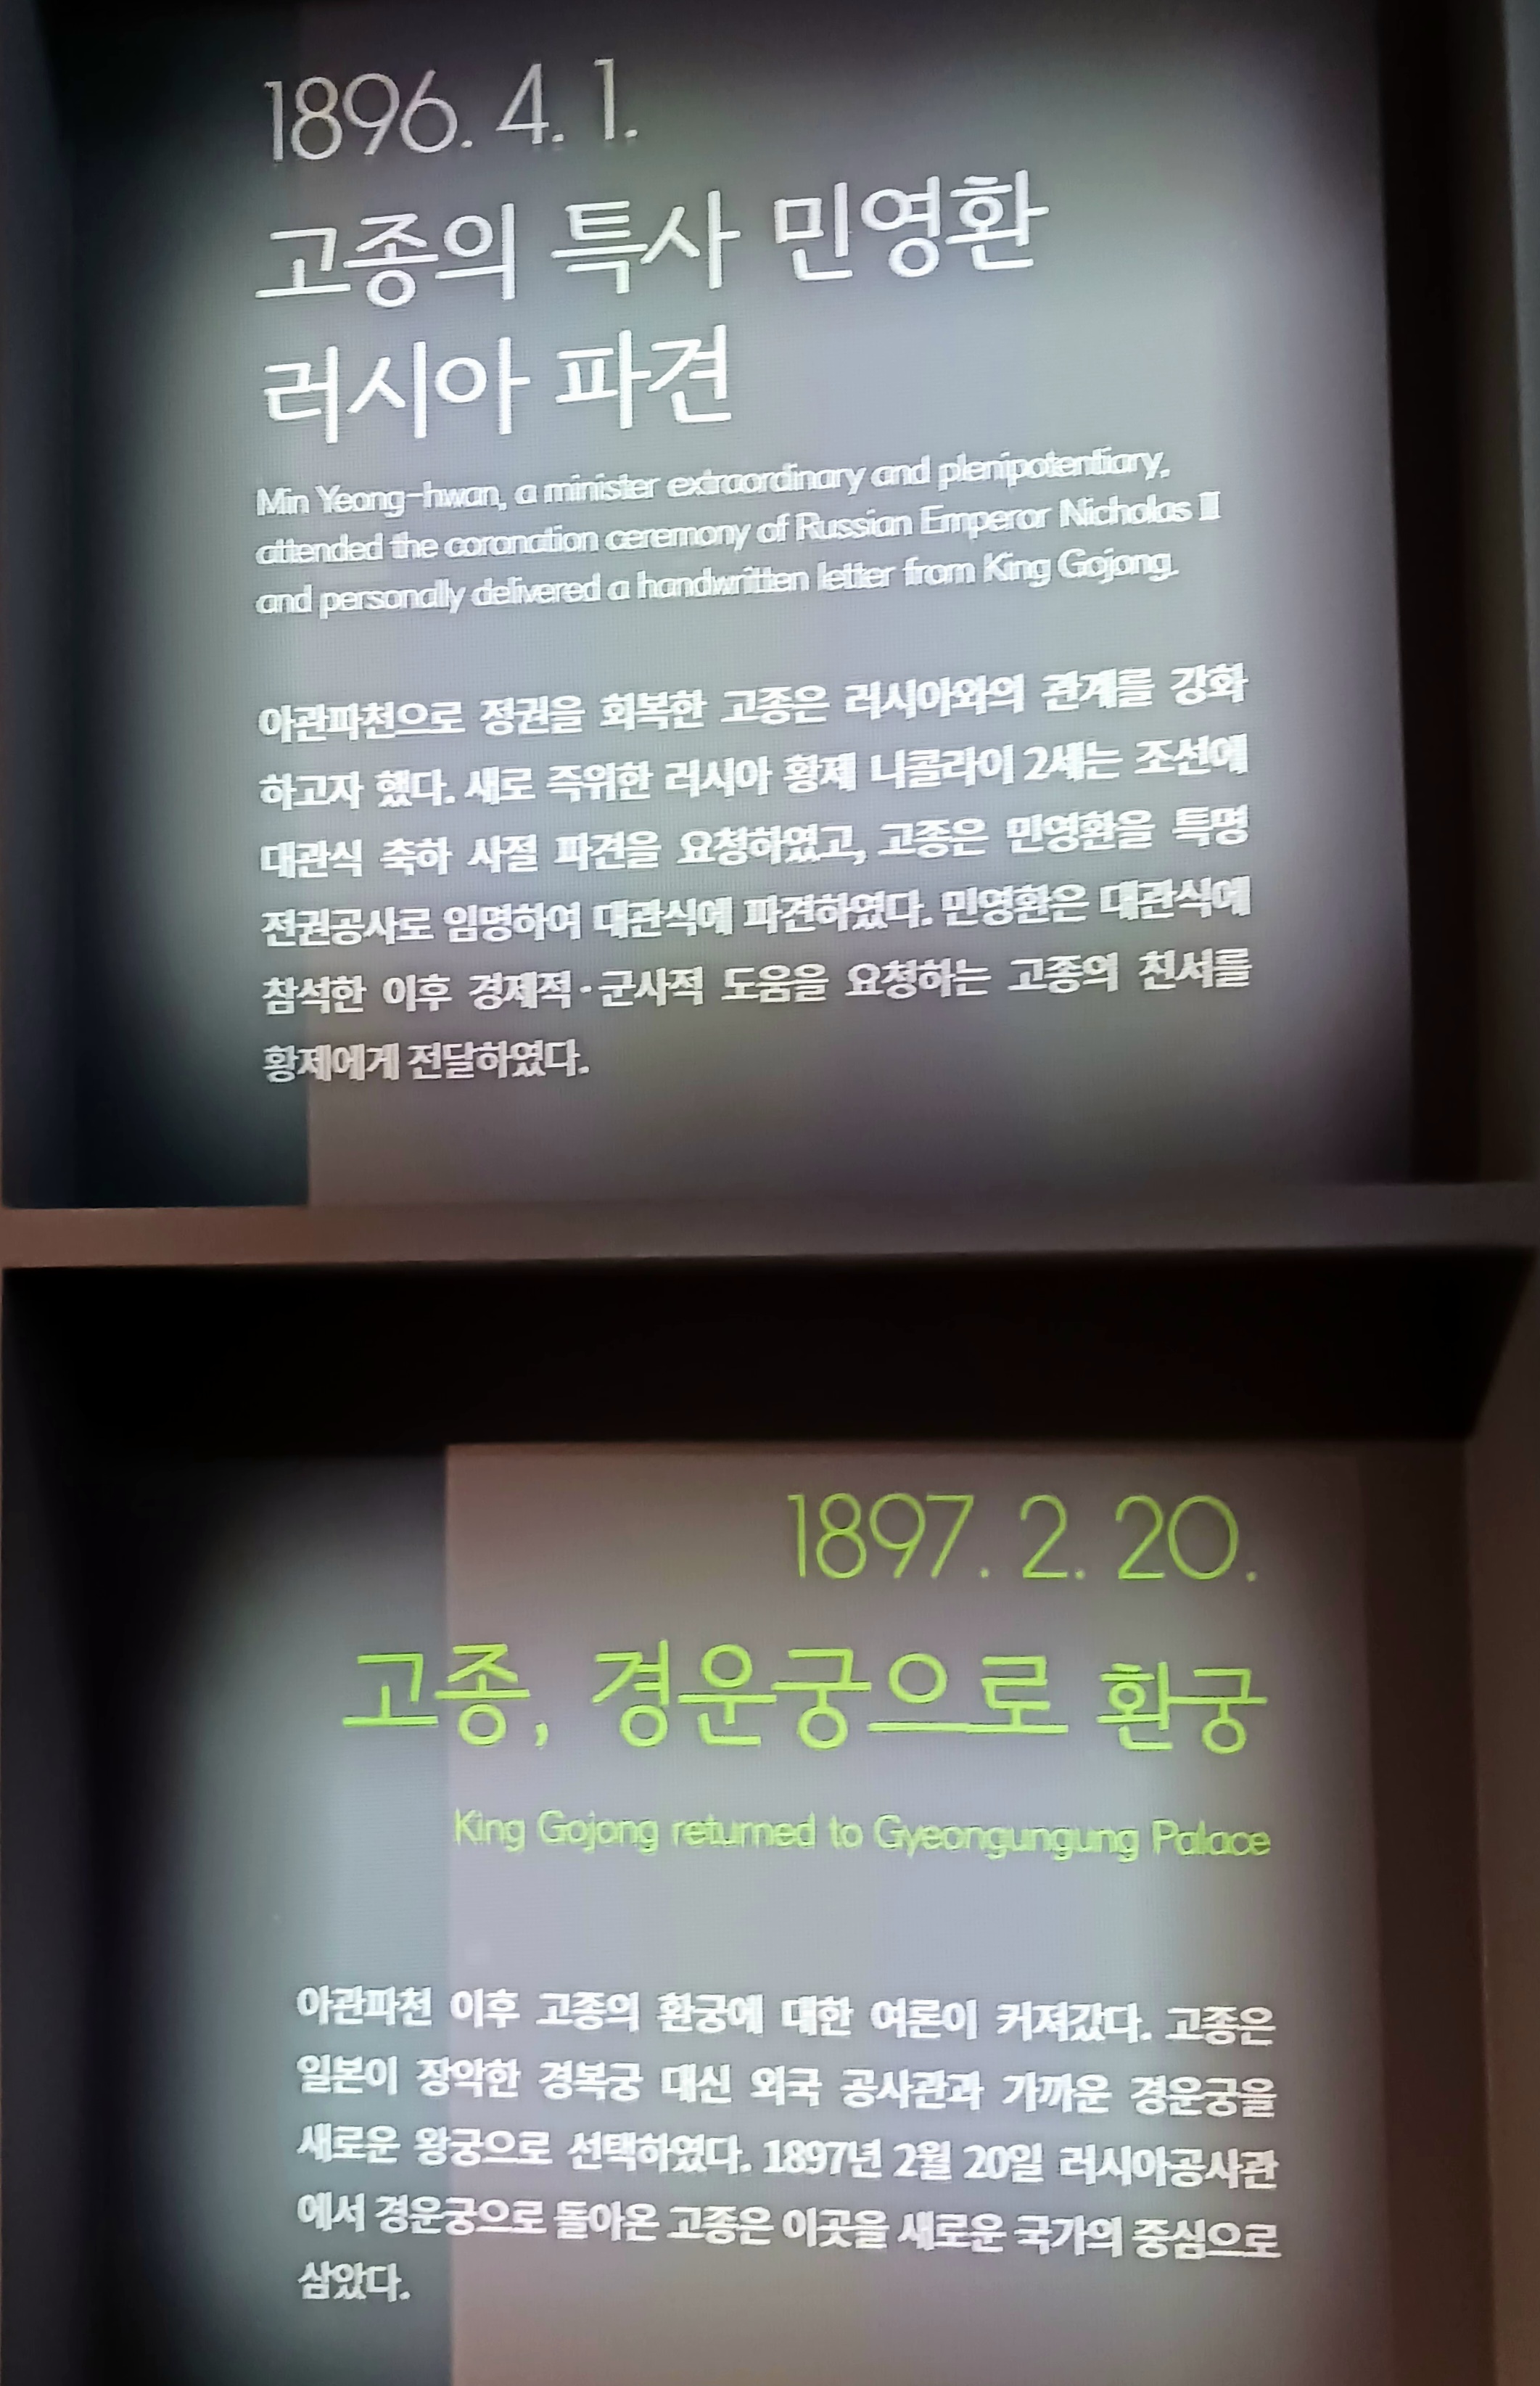 1896. 4. 1.
고종의 특사 민영환
러시아 파견
Min Yeong-hwan, a minister extraordinary and plenipotentiary,
attended the coronation ceremony of Russian Emperor Nicholas Ⅱ
and personally delivered a handwritten letter from King Gojong.
아관파천으로 정권을 회복한 고종은 러시아와의 관계를 강화
하고자 했다. 새로 즉위한 러시아 황제 니콜라이 2세는 조선에
대관식 축하 사절 파견을 요청하였고, 고종은 민영환을 특명
전권공사로 임명하여 대관식에 파견하였다. 민영환은 대관식에
참석한 이후 경제적·군사적 도움을 요청하는 고종의 친서를
황제에게 전달하였다.
1897. 2. 20.
고종, 경운궁으로 환궁
King Gojong returned to Gyeongungung Palace
아관파천 이후 고종의 환궁에 대한 여론이 커져갔다. 고종은
일본이 장악한 경복궁 대신 외국 공사관과 가까운 경운궁을
새로운 왕궁으로 선택하였다. 1897년 2월 20일 러시아공사관
에서 경운궁으로 돌아온 고종은 이곳을 새로운 국가의 중심으로
삼았다.